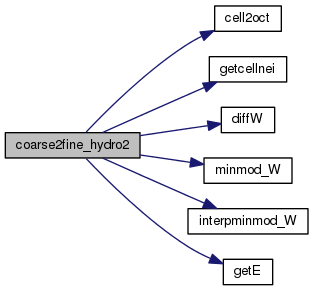 cell2oct
getcellnei
diffW
coarse2fine_hydro2
minmod_W
interpminmod_W
getE